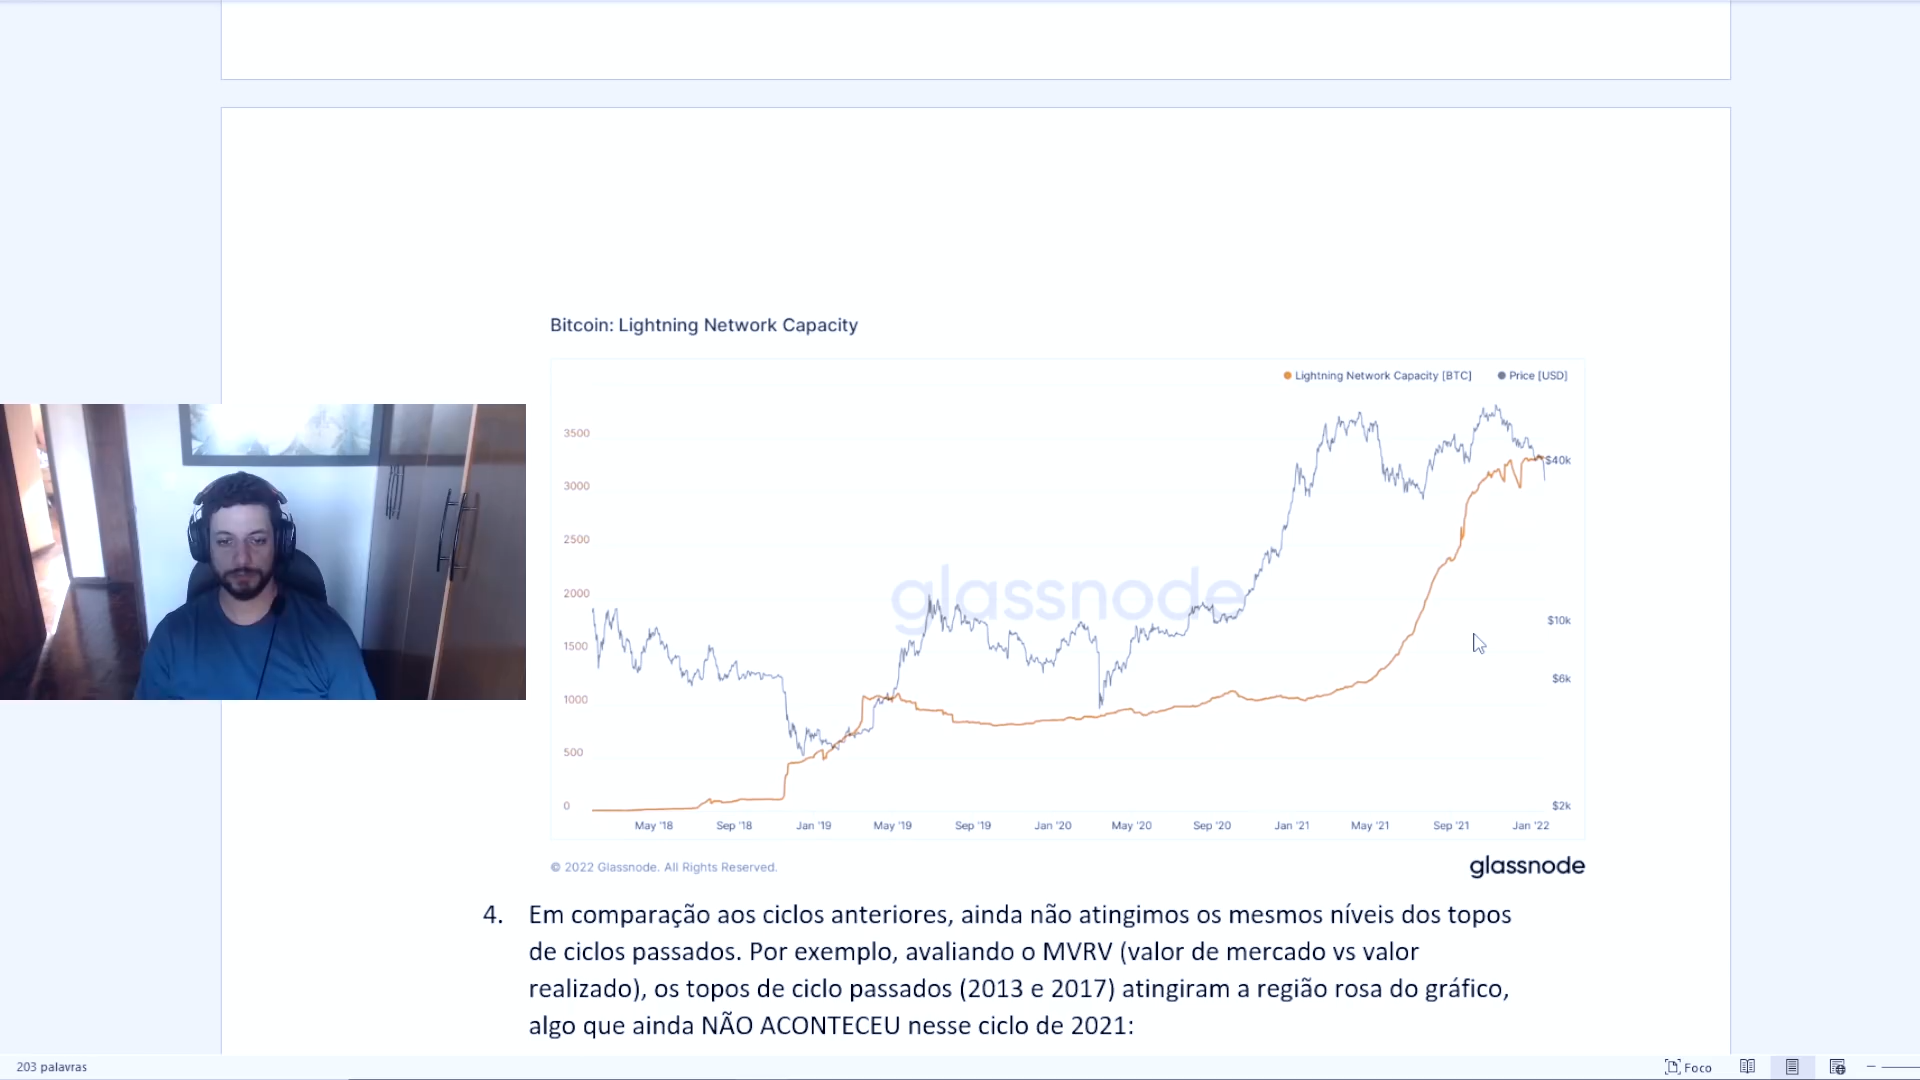 Bitcoin: Lightning Network Capacity
Lightning Network Capacity [BTC] Price [USD]
3500
3000
2500
2000
1500
1000
500
0
$40k
$10k
$6k
$2k
glassnode
May '18 Sep '18 Jan '19 May '19 Sep '19 Jan '20 May '20 Sep '20 Jan '21 May '21 Sep '21 Jan '22
© 2022 Glassnode. All Rights Reserved.
glassnode
4. Em comparação aos ciclos anteriores, ainda não atingimos os mesmos níveis dos topos
de ciclos passados. Por exemplo, avaliando o MVRV (valor de mercado vs valor
realizado), os topos de ciclo passados (2013 e 2017) atingiram a região rosa do gráfico,
algo que ainda NÃO ACONTECEU nesse ciclo de 2021:
203 palavras
Foco